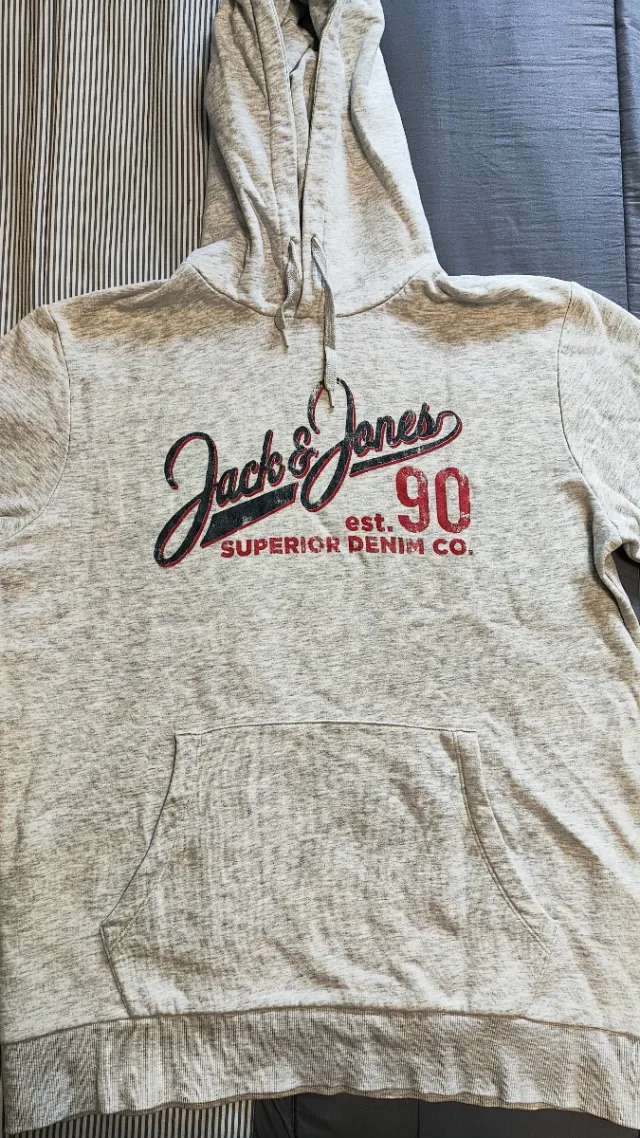 Jack & Jones
est. 90
SUPERIOR DENIM CO.